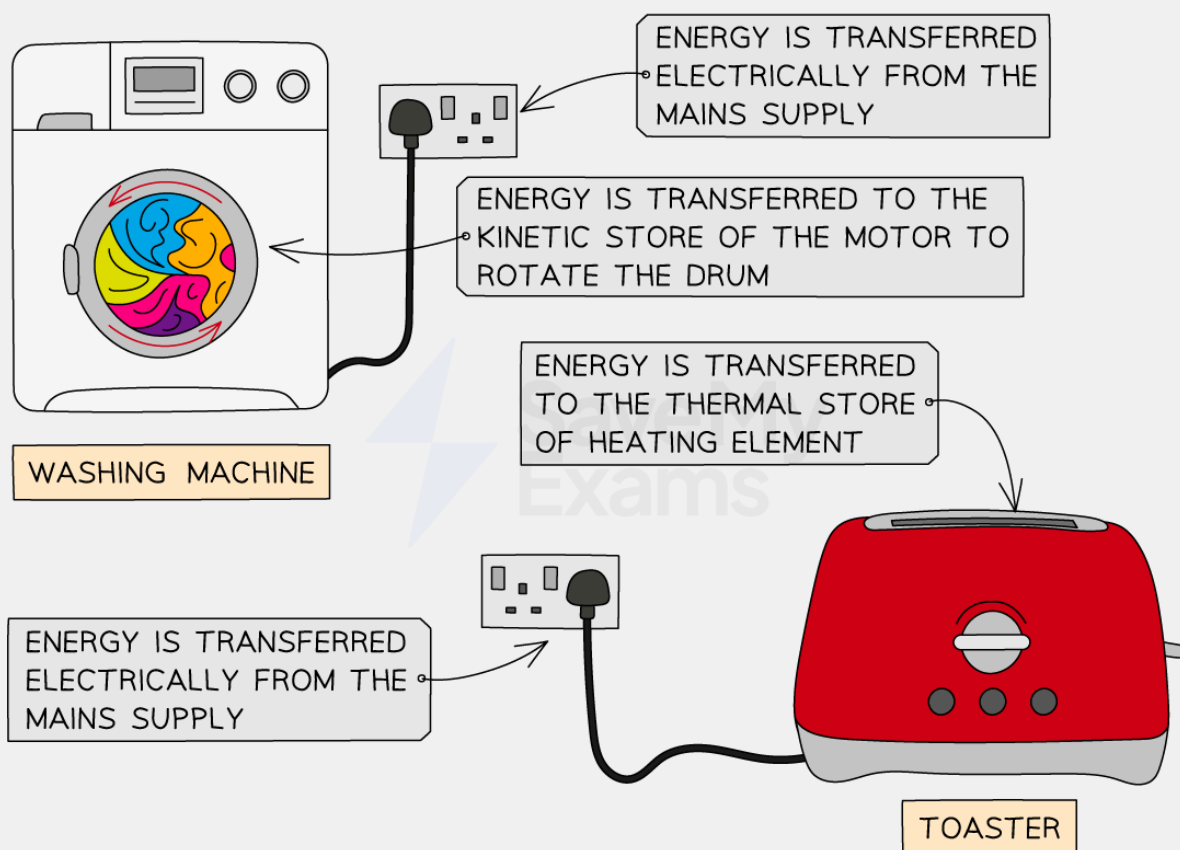 ENERGY IS TRANSFERRED
ELECTRICALLY FROM THE
MAINS SUPPLY
ENERGY IS TRANSFERRED TO THE
KINETIC STORE OF THE MOTOR TO
ROTATE THE DRUM
ENERGY IS TRANSFERRED
TO THE THERMAL STORE
OF HEATING ELEMENT
WASHING MACHINE
SaveMy
Exams
ENERGY IS TRANSFERRED
ELECTRICALLY FROM THE
MAINS SUPPLY
TOASTER